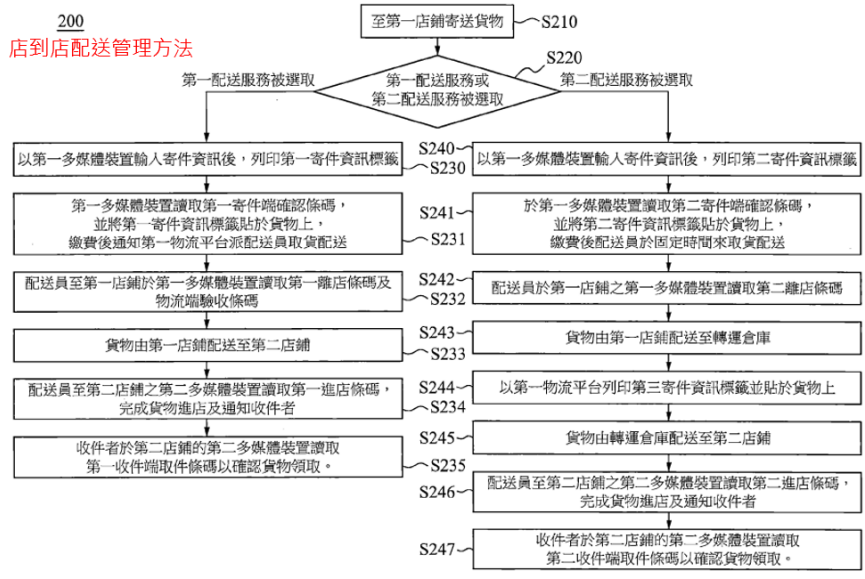 200
店到店配送管理方法
至第一店鋪寄送貨物
S210
S220
第一配送服務或
第二配送服務被選取
第一配送服務被選取
第二配送服務被選取
以第一多媒體裝置輸入寄件資訊後，列印第一寄件資訊標籤
S230
第一多媒體裝置讀取第一寄件端確認條碼，
並將第一寄件資訊標籤貼於貨物上，
繳費後通知第一物流平台派配送員取貨配送
S231
配送員至第一店鋪於第一多媒體裝置讀取第一離店條碼及
物流端驗收條碼
S232
貨物由第一店鋪配送至第二店鋪
S233
配送員至第二店鋪之第二多媒體裝置讀取第一進店條碼，
完成貨物進店及通知收件者
S234
收件者於第二店鋪的第二多媒體裝置讀取
第一收件端取件條碼以確認貨物領取。
S235
S240
以第一多媒體裝置輸入寄件資訊後，列印第二寄件資訊標籤
S241
於第一多媒體裝置讀取第二寄件端確認條碼，
並將第二寄件資訊標籤貼於貨物上，
繳費後配送員於固定時間來取貨配送
S242
配送員於第一店鋪之第一多媒體裝置讀取第二離店條碼
S243
貨物由第一店鋪配送至轉運倉庫
S244
以第一物流平台列印第三寄件資訊標籤並貼於貨物上
S245
貨物由轉運倉庫配送至第二店鋪
S246
配送員至第二店鋪之第二多媒體裝置讀取第二進店條碼，
完成貨物進店及通知收件者
S247
收件者於第二店鋪的第二多媒體裝置讀取
第二收件端取件條碼以確認貨物領取。